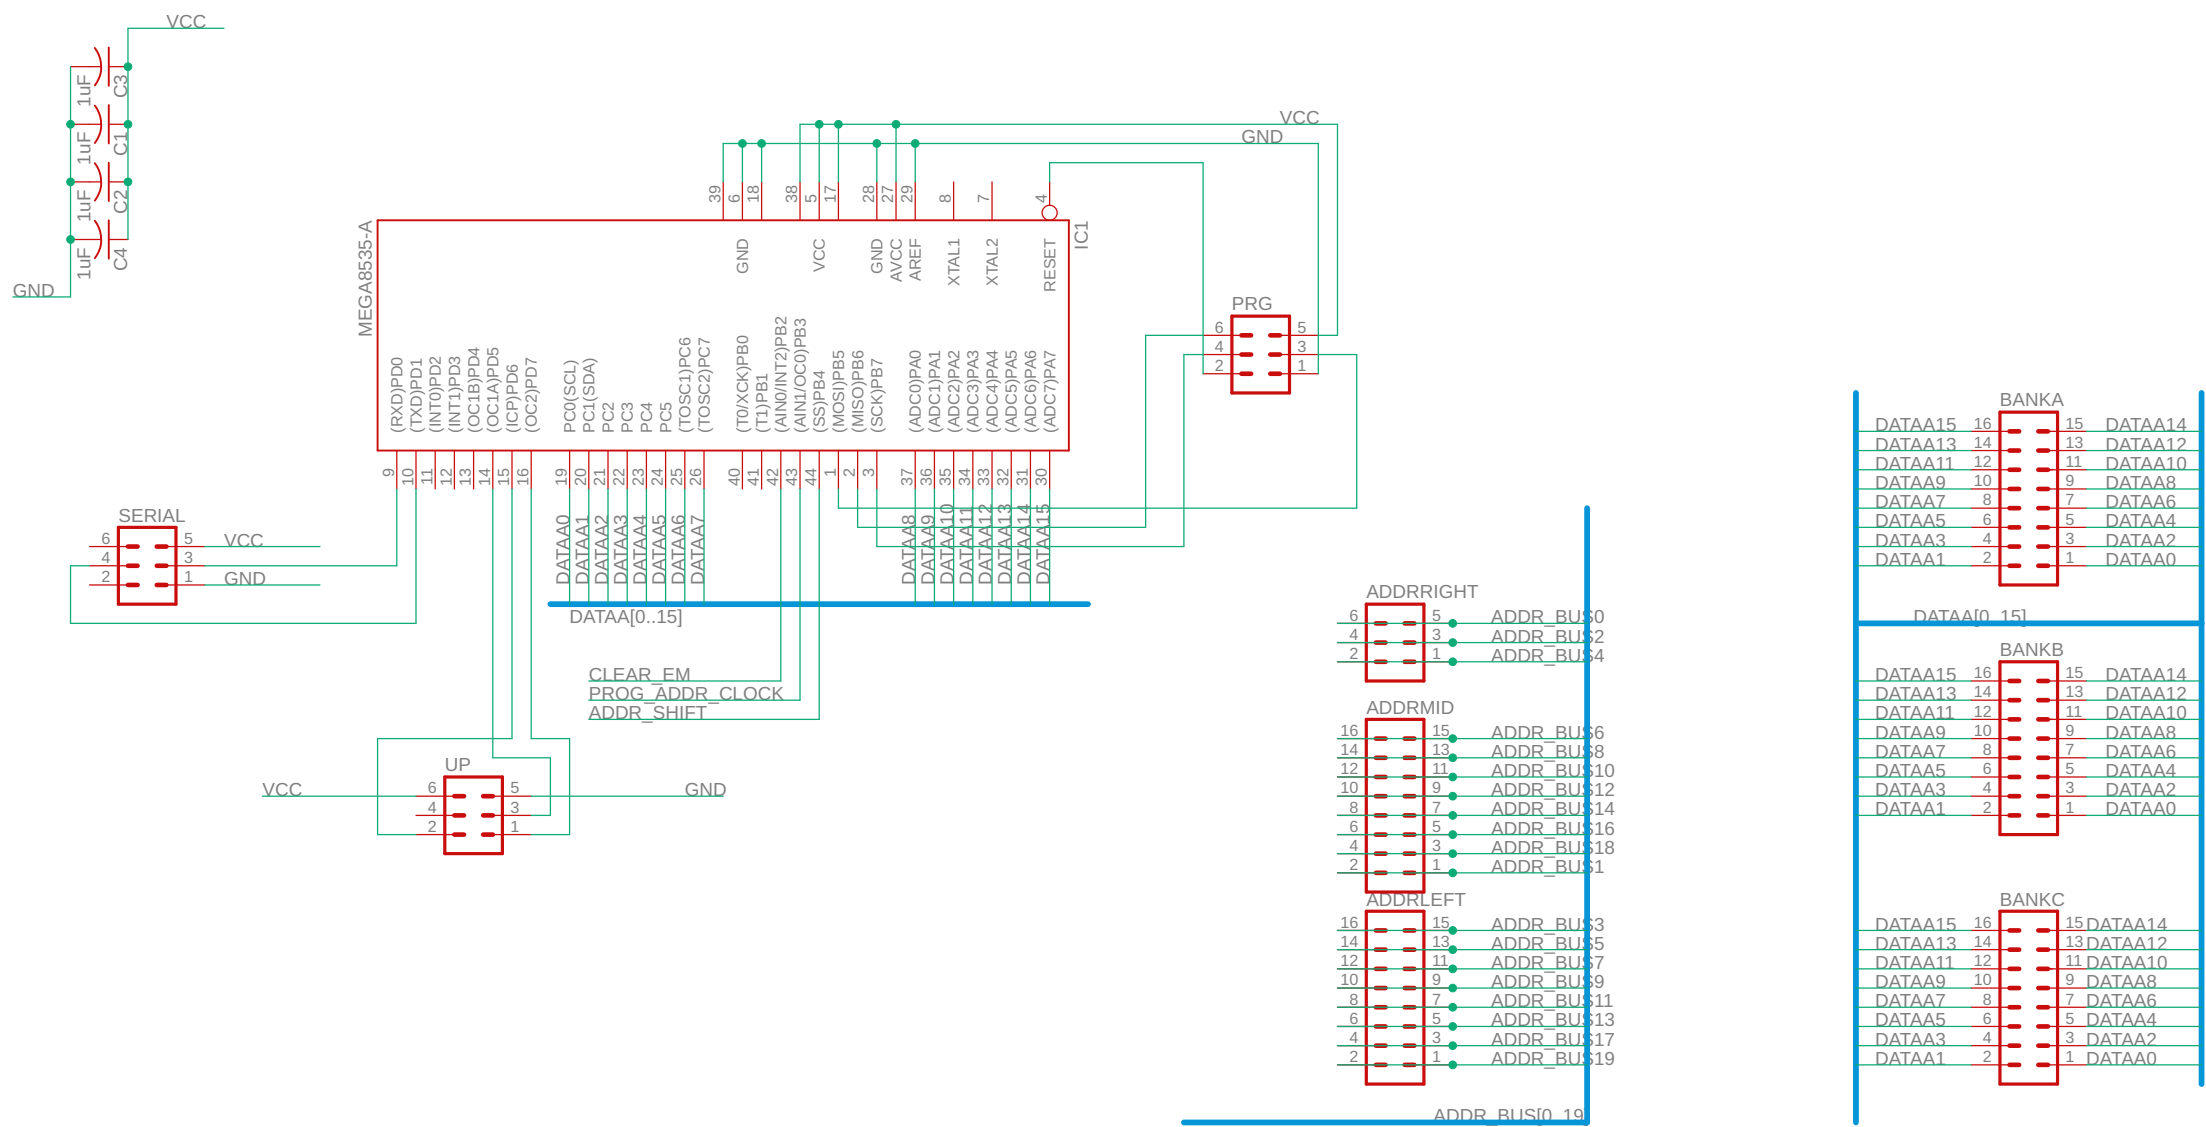 VCC
1uF
C3
1uF
C1
1uF
C2
1uF
C4
GND
VCC
GND
39
6
18
38
5
17
28
27
29
8
7
4
MEGA8535-A
IC1
GND
VCC
GND
AVCC
AREF
XTAL1
XTAL2
RESET
(RXD)PD0
(TXD)PD1
(INT0)PD2
(INT1)PD3
(OC1B)PD4
(OC1A)PD5
(ICP)PD6
(OC2)PD7
PC0(SCL)
PC1(SDA)
PC2
PC3
PC4
PC5
(TOSC1)PC6
(TOSC2)PC7
(T0/XCK)PB0
(T1)PB1
(AIN0/INT2)PB2
(AIN1/OC0)PB3
(SS)PB4
(MOSI)PB5
(MISO)PB6
(SCK)PB7
(ADC0)PA0
(ADC1)PA1
(ADC2)PA2
(ADC3)PA3
(ADC4)PA4
(ADC5)PA5
(ADC6)PA6
(ADC7)PA7
9
10
11
12
13
14
15
16
19
20
21
22
23
24
25
26
40
41
42
43
44
1
2
3
37
36
35
34
33
32
31
30
PRG
6 5
4 3
2 1
SERIAL
6 5 VCC
4 3
2 1 GND
DATAA0
DATAA1
DATAA2
DATAA3
DATAA4
DATAA5
DATAA6
DATAA7
DATAA8
DATAA9
DATAA10
DATAA11
DATAA12
DATAA13
DATAA14
DATAA15
DATAA[0..15]
CLEAR_EM
PROG_ADDR_CLOCK
ADDR_SHIFT
UP
VCC 6 5 GND
4 3
2 1
ADDRRIGHT
6 5 ADDR_BUS0
4 3 ADDR_BUS2
2 1 ADDR_BUS4
ADDRMID
16 15 ADDR_BUS6
14 13 ADDR_BUS8
12 11 ADDR_BUS10
10 9 ADDR_BUS12
8 7 ADDR_BUS14
6 5 ADDR_BUS16
4 3 ADDR_BUS18
2 1 ADDR_BUS1
ADDRLEFT
16 15 ADDR_BUS3
14 13 ADDR_BUS5
12 11 ADDR_BUS7
10 9 ADDR_BUS9
8 7 ADDR_BUS11
6 5 ADDR_BUS13
4 3 ADDR_BUS17
2 1 ADDR_BUS19
ADDR_BUS[0..19]
BANKA
DATAA15 16 15 DATAA14
DATAA13 14 13 DATAA12
DATAA11 12 11 DATAA10
DATAA9 10 9 DATAA8
DATAA7 8 7 DATAA6
DATAA5 6 5 DATAA4
DATAA3 4 3 DATAA2
DATAA1 2 1 DATAA0
DATAA[0..15]
BANKB
DATAA15 16 15 DATAA14
DATAA13 14 13 DATAA12
DATAA11 12 11 DATAA10
DATAA9 10 9 DATAA8
DATAA7 8 7 DATAA6
DATAA5 6 5 DATAA4
DATAA3 4 3 DATAA2
DATAA1 2 1 DATAA0
BANKC
DATAA15 16 15 DATAA14
DATAA13 14 13 DATAA12
DATAA11 12 11 DATAA10
DATAA9 10 9 DATAA8
DATAA7 8 7 DATAA6
DATAA5 6 5 DATAA4
DATAA3 4 3 DATAA2
DATAA1 2 1 DATAA0